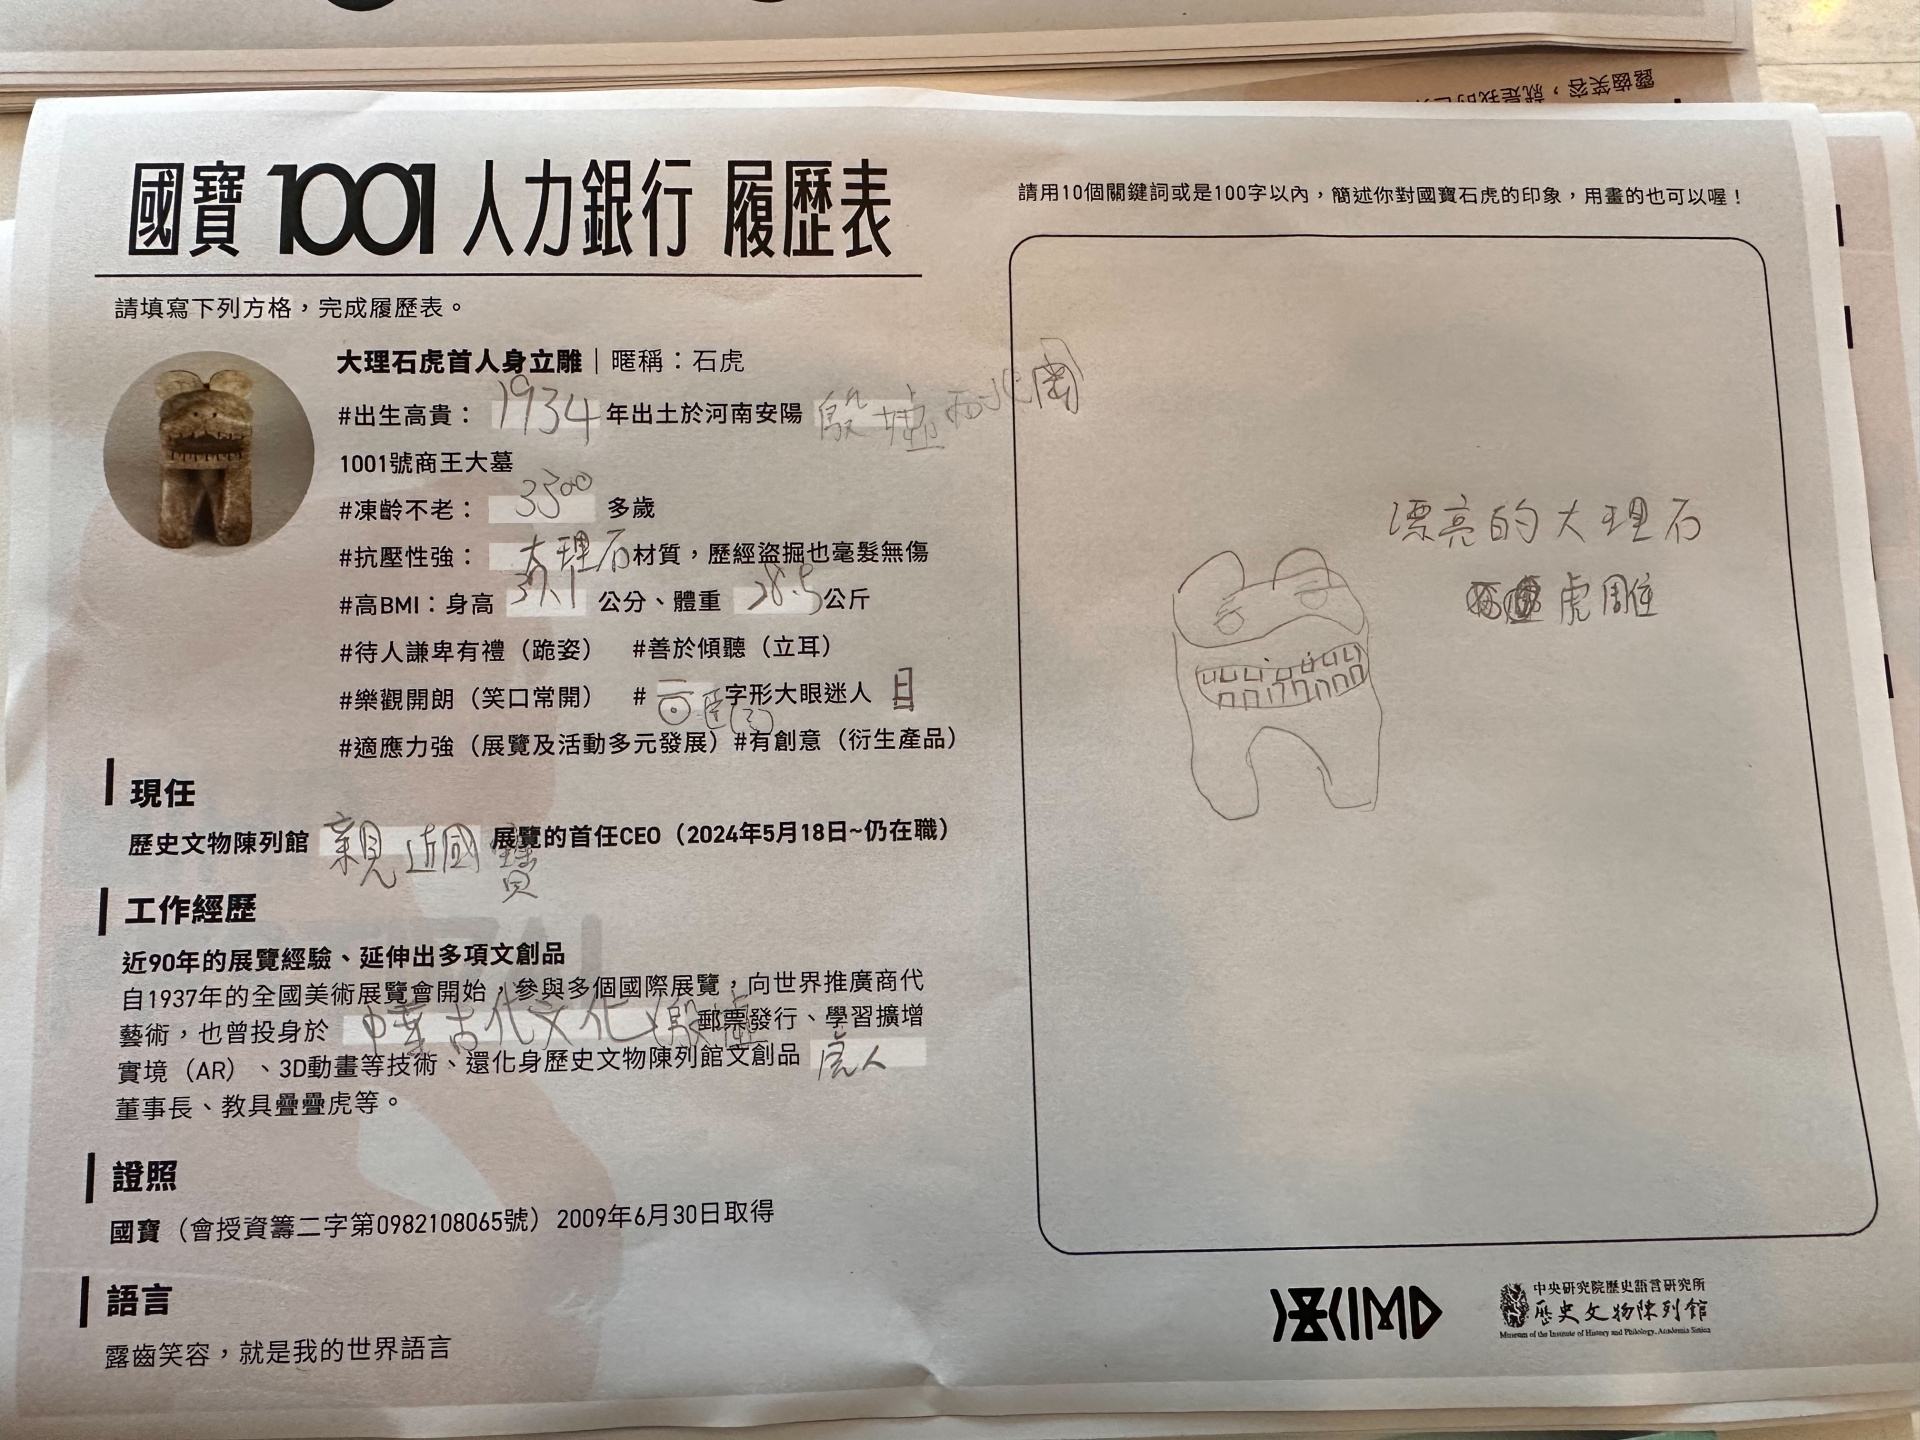 露齒笑容，就是我的世
國寶 1001 人力銀行 履歷表
請填寫下列方格，完成履歷表。
大理石虎首人身立雕｜暱稱：石虎
#出生高貴： 1934 年出土於河南安陽 殷墟西北岡
1001號商王大墓
#凍齡不老： 3500 多歲
#抗壓性強： 大理石材質，歷經盜掘也毫髮無傷
#高BMI：身高 37.1 公分、體重 28.5 公斤
#待人謙卑有禮（跪姿） #善於傾聽（立耳）
#樂觀開朗（笑口常開） # 字形大眼迷人 目
#適應力強（展覽及活動多元發展）#有創意（衍生產品）
現任
歷史文物陳列館 親近國寶 展覽的首任CEO（2024年5月18日~仍在職）
工作經歷
近90年的展覽經驗、延伸出多項文創品
自1937年的全國美術展覽會開始，參與多個國際展覽，向世界推廣商代
藝術，也曾投身於 中華古代文化 殷墟 郵票發行、學習擴增
實境（AR）、3D動畫等技術、還化身歷史文物陳列館文創品 虎人
董事長、教具疊疊虎等。
證照
國寶（會授資籌二字第0982108065號）2009年6月30日取得
語言
露齒笑容，就是我的世界語言
請用10個關鍵詞或是100字以內，簡述你對國寶石虎的印象，用畫的也可以喔！
漂亮的大理石
虎雕
中央研究院歷史語言研究所
歷史文物陳列館
Museum of the Institute of History and Philology, Academia Sinica